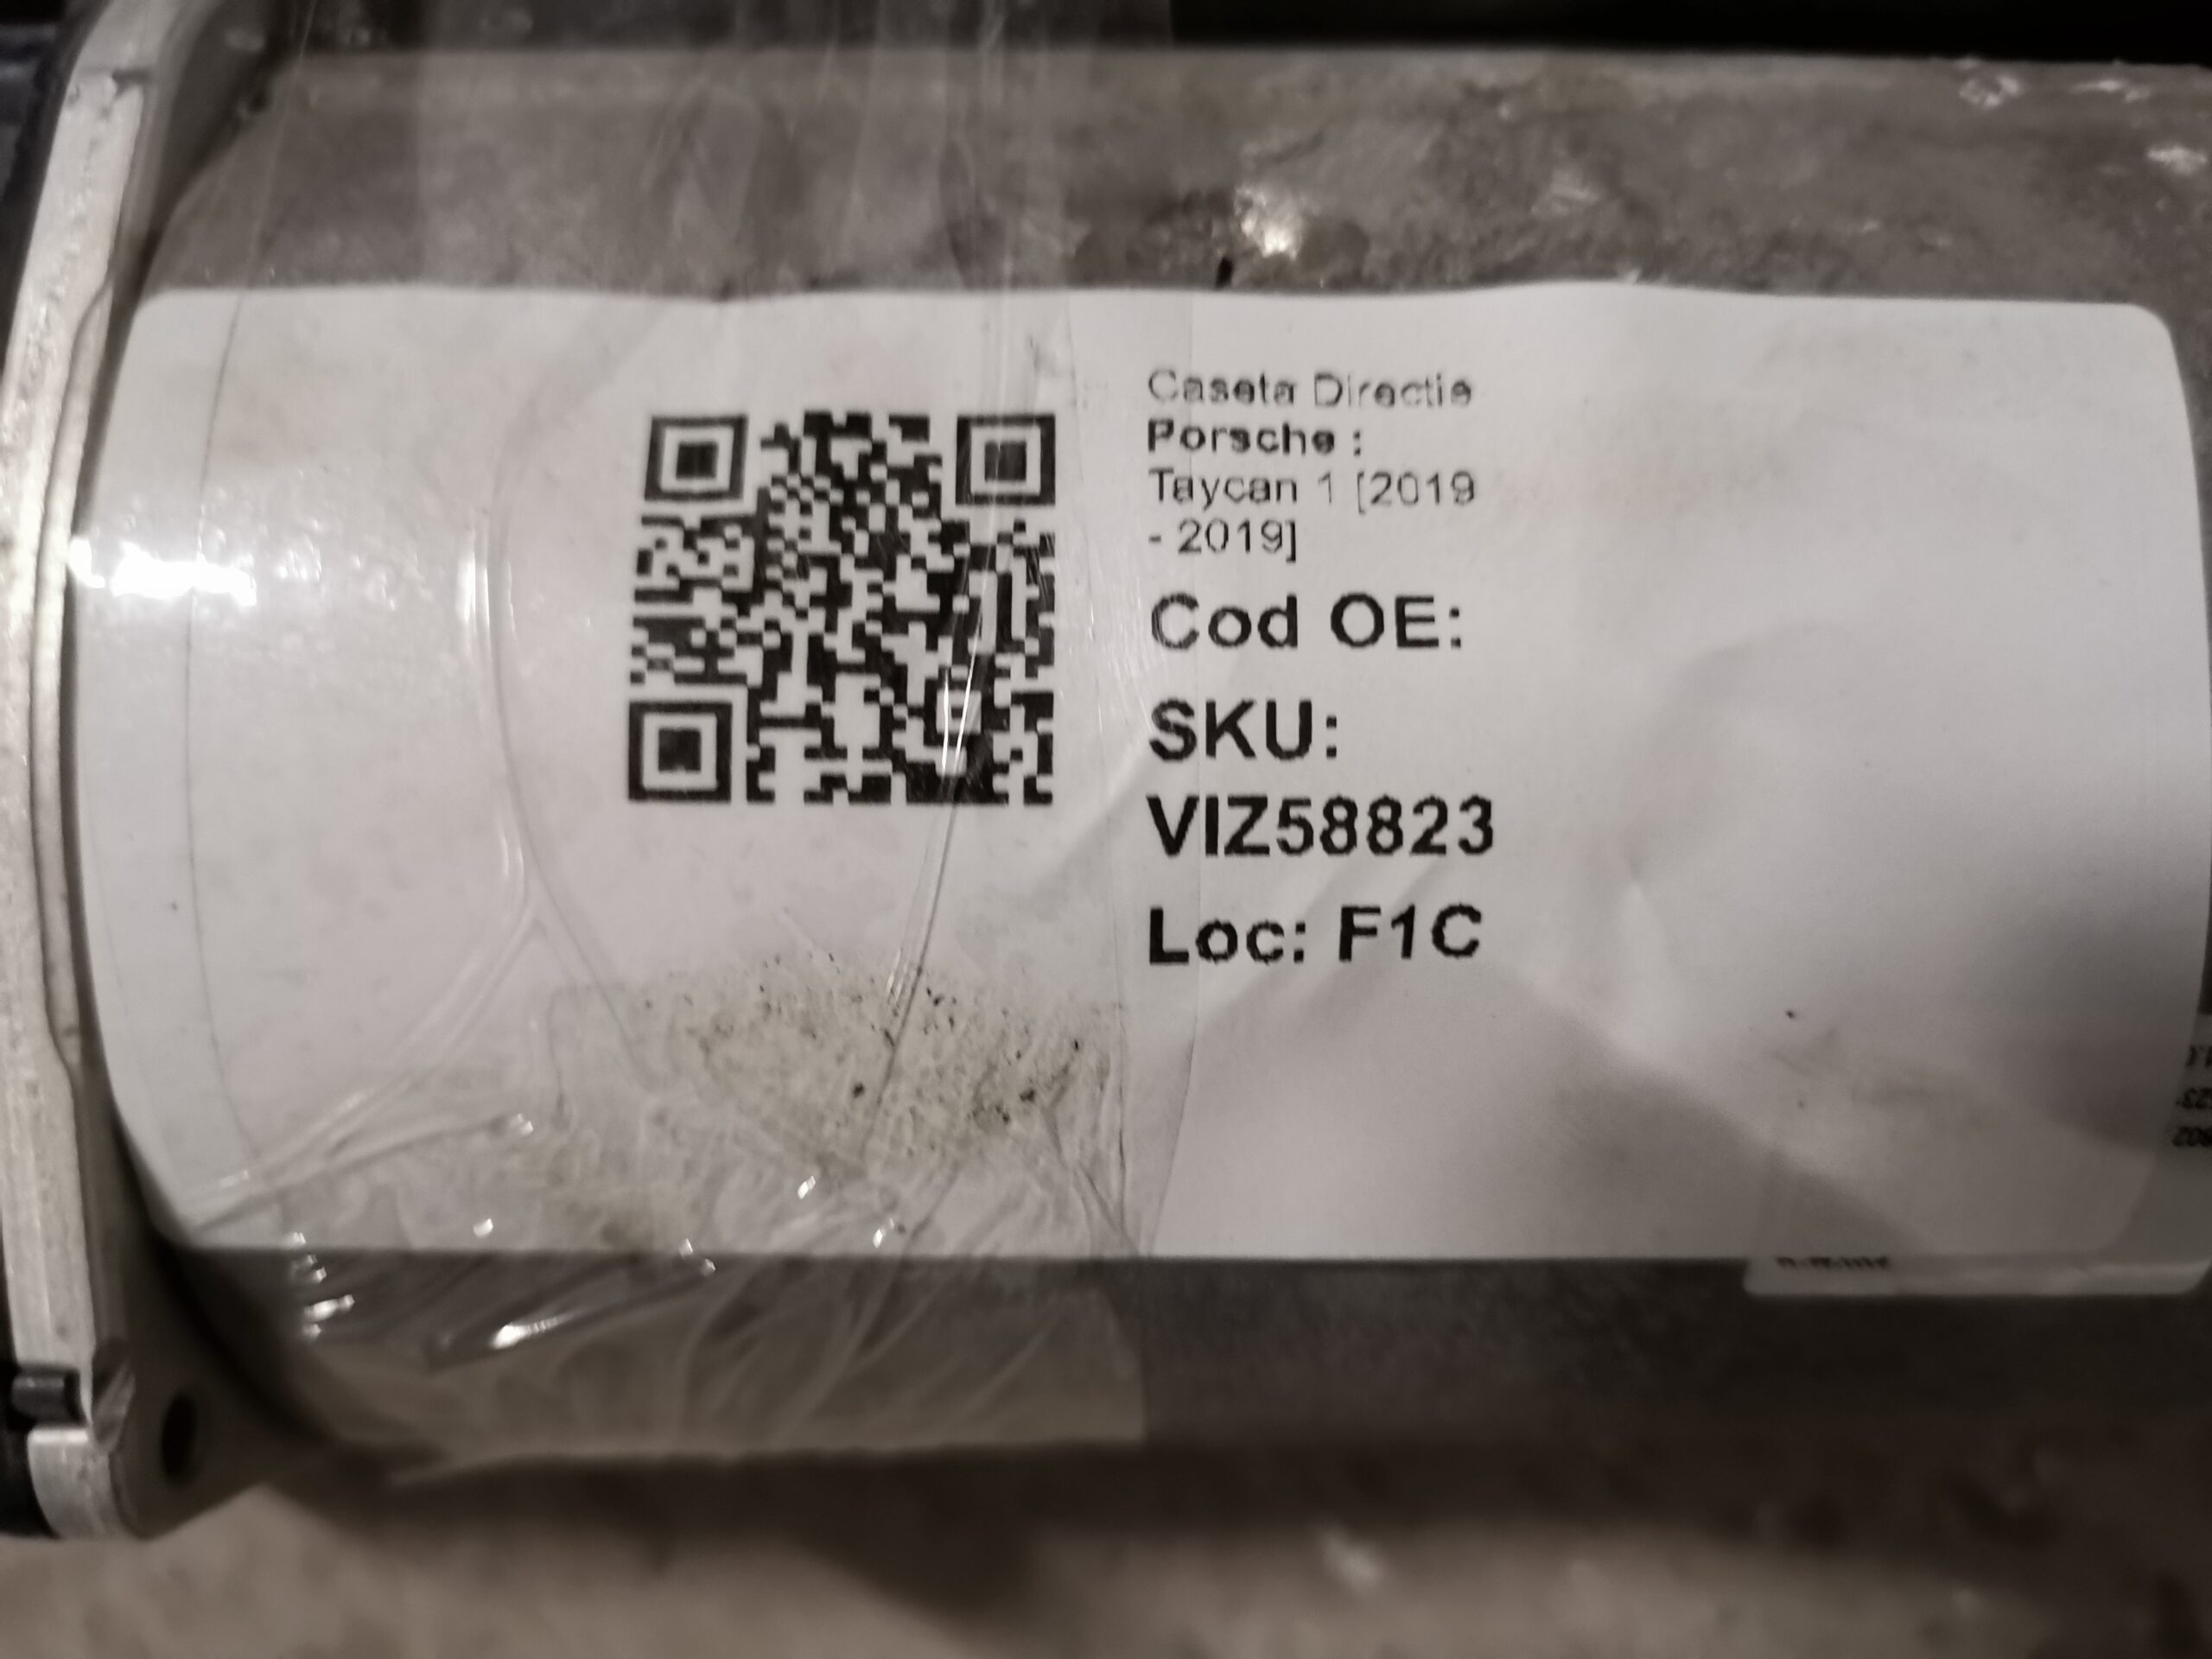 Caseta Directie
Porsche :
Taycan 1 [2019
- 2019]
Cod OE:
SKU:
VIZ58823
Loc: F1C